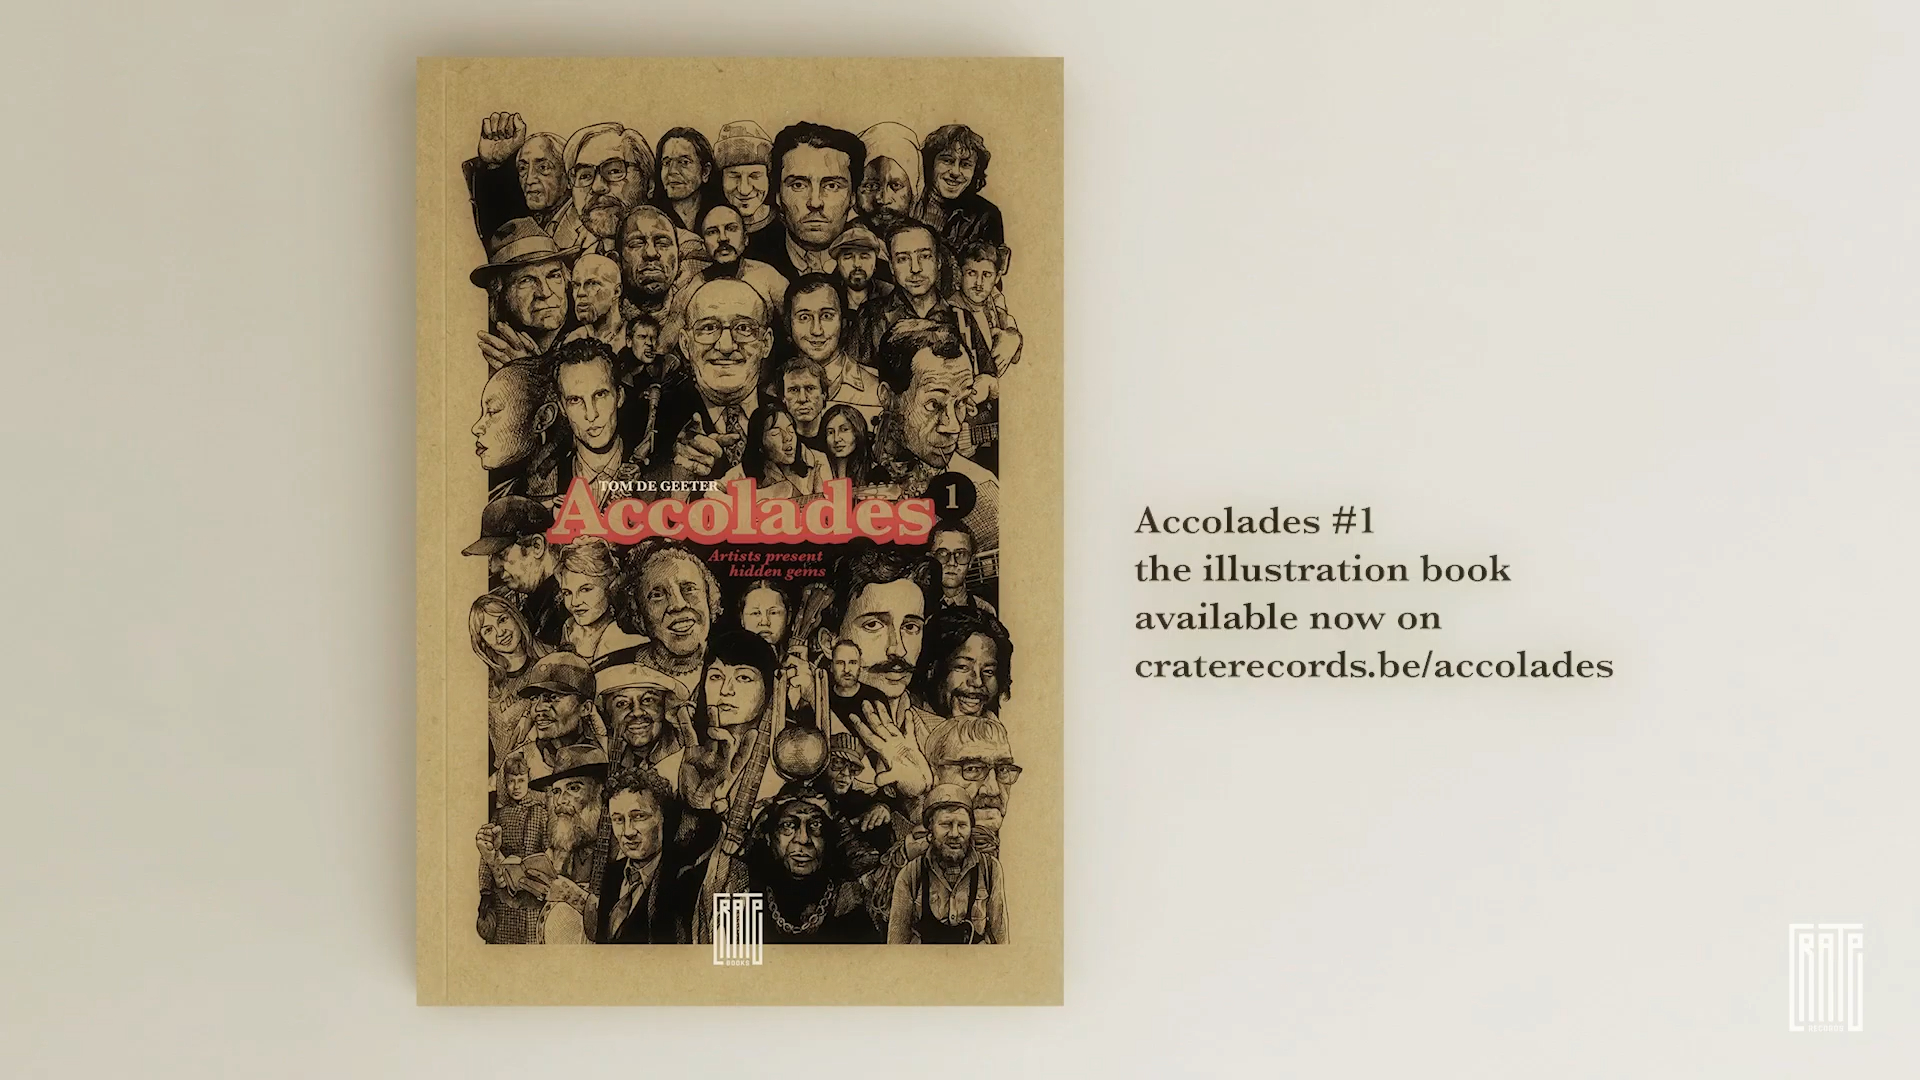 TOM DE GEETER
Accolades
1
Artists present
hidden gems
CRATE
BOOKS
Accolades #1
the illustration book
available now on
craterecords.be/accolades
CRATE
RECORDS